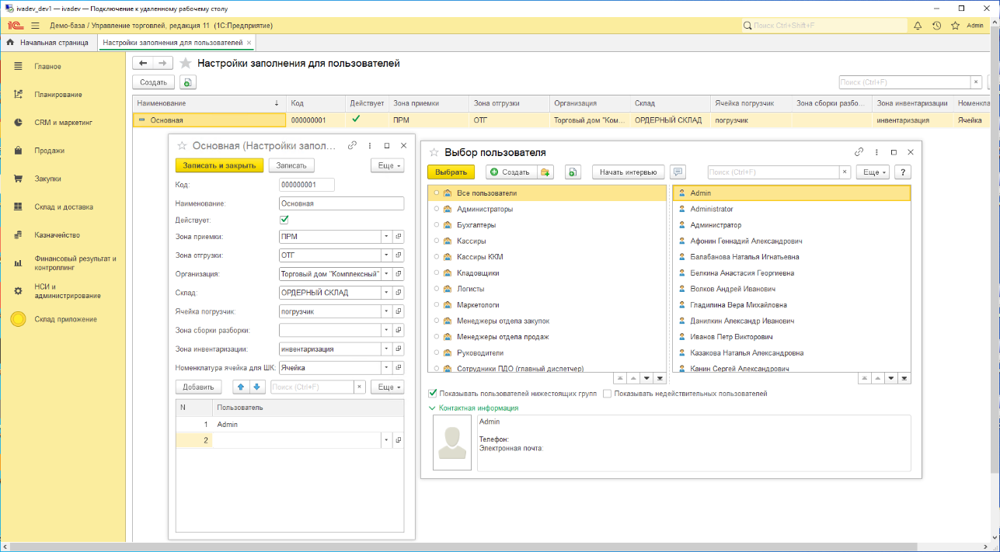 ivadev_dev1 — ivadev — Подключение к удаленному рабочему столу
1С Демо-база / Управление торговлей, редакция 11 (1С:Предприятие)
Поиск Ctrl+Shift+F
Admin
Начальная страница
Настройки заполнения для пользователей ×
Главное
Планирование
CRM и маркетинг
Продажи
Закупки
Склад и доставка
Казначейство
Финансовый результат и
контроллинг
НСИ и
администрирование
Склад приложение
Настройки заполнения для пользователей
Создать
Поиск (Ctrl+F) ×
Наименование ↓ Код Действует Зона приемки Зона отгрузки Организация Склад Ячейка погрузчик Зона сборки разбо... Зона инвентаризации Номенкла
Основная 000000001 ПРМ ОТГ Торговый дом "Ком... ОРДЕРНЫЙ СКЛАД погрузчик инвентаризация Ячейка
Основная (Настройки запол...
Записать и закрыть Записать Еще
Код: 000000001
Наименование: Основная
Действует:
Зона приемки: ПРМ
Зона отгрузки: ОТГ
Организация: Торговый дом "Комплексный"
Склад: ОРДЕРНЫЙ СКЛАД
Ячейка погрузчик: погрузчик
Зона сборки разборки:
Зона инвентаризации: инвентаризация
Номенклатура ячейка для ШК: Ячейка
Добавить Поиск (Ctrl+F) × Еще
N Пользователь
1 Admin
2
Выбор пользователя
Выбрать Создать Начать интервью Поиск (Ctrl+F) × Еще ?
Все пользователи
Администраторы
Бухгалтеры
Кассиры
Кассиры ККМ
Кладовщики
Логисты
Маркетологи
Менеджеры отдела закупок
Менеджеры отдела продаж
Руководители
Сотрудники ПДО (главный диспетчер)
Admin
Administrator
Администратор
Афонин Геннадий Александрович
Балабанова Наталья Игнатьевна
Белкина Анастасия Георгиевна
Волков Андрей Иванович
Гладилина Вера Михайловна
Данилкин Александр Иванович
Иванов Петр Викторович
Казакова Наталья Александровна
Канин Сергей Александрович
Показывать пользователей нижестоящих групп Показывать недействительных пользователей
Контактная информация
Admin
Телефон:
Электронная почта: